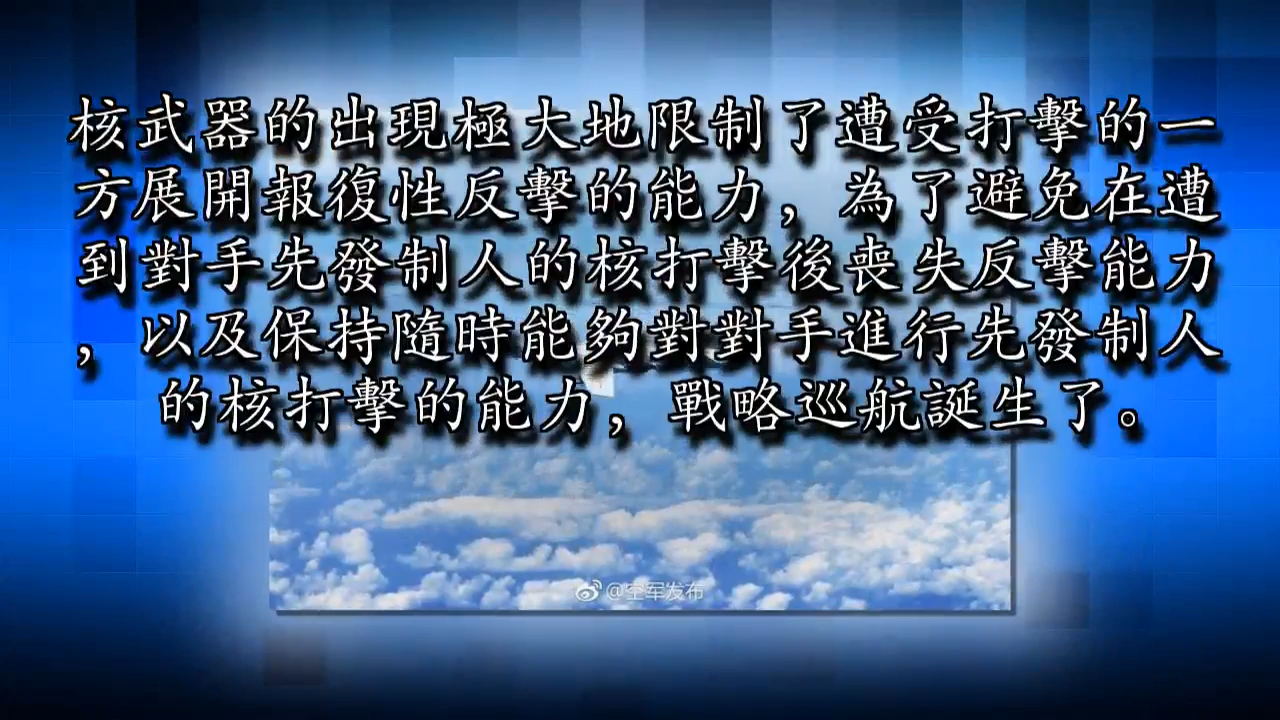 核武器的出現極大地限制了遭受打擊的一
方展開報復性反擊的能力，為了避免在遭
到對手先發制人的核打擊後喪失反擊能力
，以及保持隨時能夠對對手進行先發制人
的核打擊的能力，戰略巡航誕生了。
@空军发布